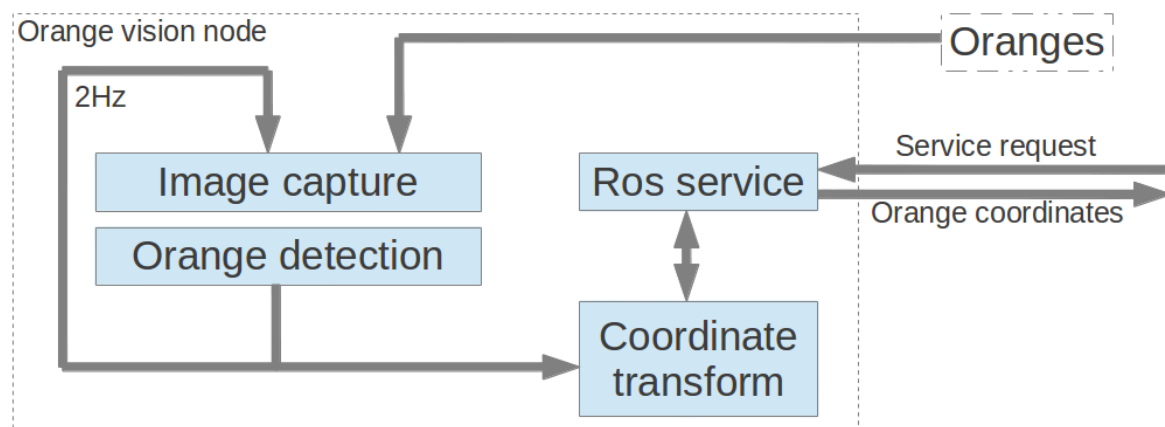 Orange vision node
Oranges
2Hz
Service request
Image capture
Ros service
Orange coordinates
Orange detection
Coordinate
transform